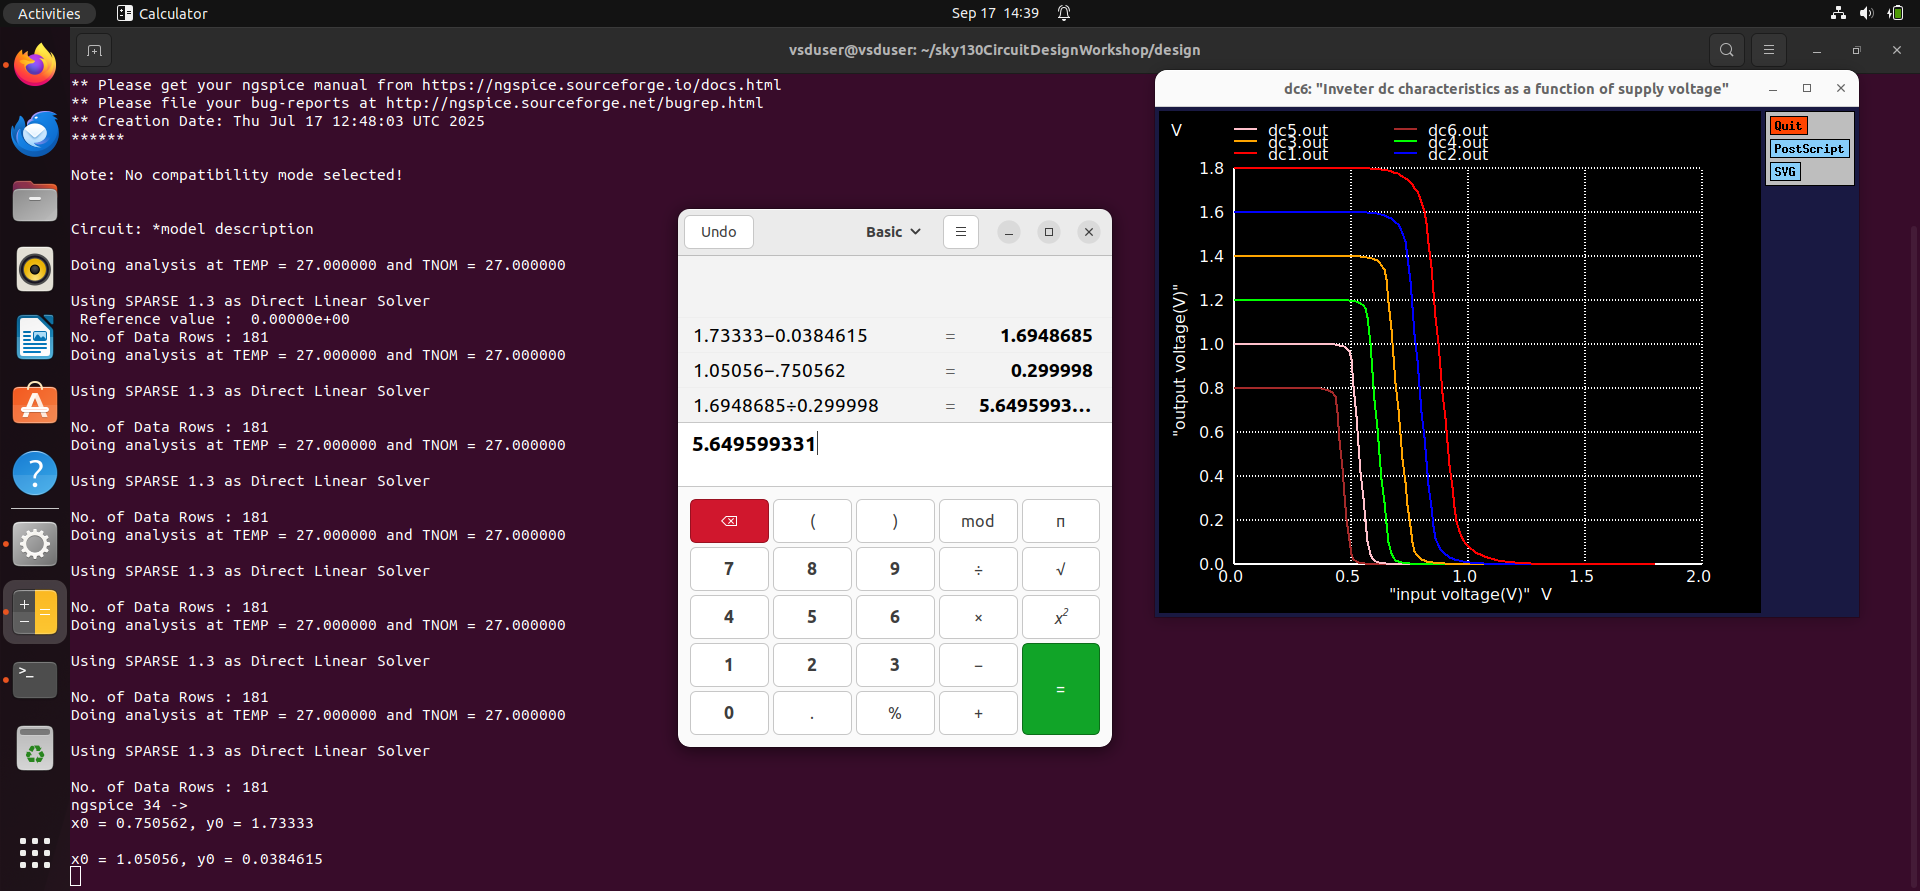 Activities
Calculator
Sep 17 14:39
vsduser@vsduser: ~/sky130CircuitDesignWorkshop/design
** Please get your ngspice manual from https://ngspice.sourceforge.io/docs.html
** Please file your bug-reports at http://ngspice.sourceforge.net/bugrep.html
** Creation Date: Thu Jul 17 12:48:03 UTC 2025
******
Note: No compatibility mode selected!
Circuit: *model description
Doing analysis at TEMP = 27.000000 and TNOM = 27.000000
Using SPARSE 1.3 as Direct Linear Solver
Reference value :  0.00000e+00
No. of Data Rows : 181
Doing analysis at TEMP = 27.000000 and TNOM = 27.000000
Using SPARSE 1.3 as Direct Linear Solver
No. of Data Rows : 181
Doing analysis at TEMP = 27.000000 and TNOM = 27.000000
Using SPARSE 1.3 as Direct Linear Solver
No. of Data Rows : 181
Doing analysis at TEMP = 27.000000 and TNOM = 27.000000
Using SPARSE 1.3 as Direct Linear Solver
No. of Data Rows : 181
Doing analysis at TEMP = 27.000000 and TNOM = 27.000000
Using SPARSE 1.3 as Direct Linear Solver
No. of Data Rows : 181
Doing analysis at TEMP = 27.000000 and TNOM = 27.000000
Using SPARSE 1.3 as Direct Linear Solver
No. of Data Rows : 181
ngspice 34 ->
x0 = 0.750562, y0 = 1.73333
x0 = 1.05056, y0 = 0.0384615
Undo
Basic
1.73333−0.0384615 = 1.6948685
1.05056−.750562 = 0.299998
1.6948685÷0.299998 = 5.6495993…
5.649599331
( ) mod π
7 8 9 ÷ √
4 5 6 × x²
1 2 3 − =
0 . % +
dc6: "Inveter dc characteristics as a function of supply voltage"
Quit
PostScript
SVG
V
dc5.out dc6.out
dc3.out dc4.out
dc1.out dc2.out
1.8
1.6
1.4
1.2
1.0
0.8
0.6
0.4
0.2
0.0
"output voltage(V)"
0.0 0.5 1.0 1.5 2.0
"input voltage(V)" V